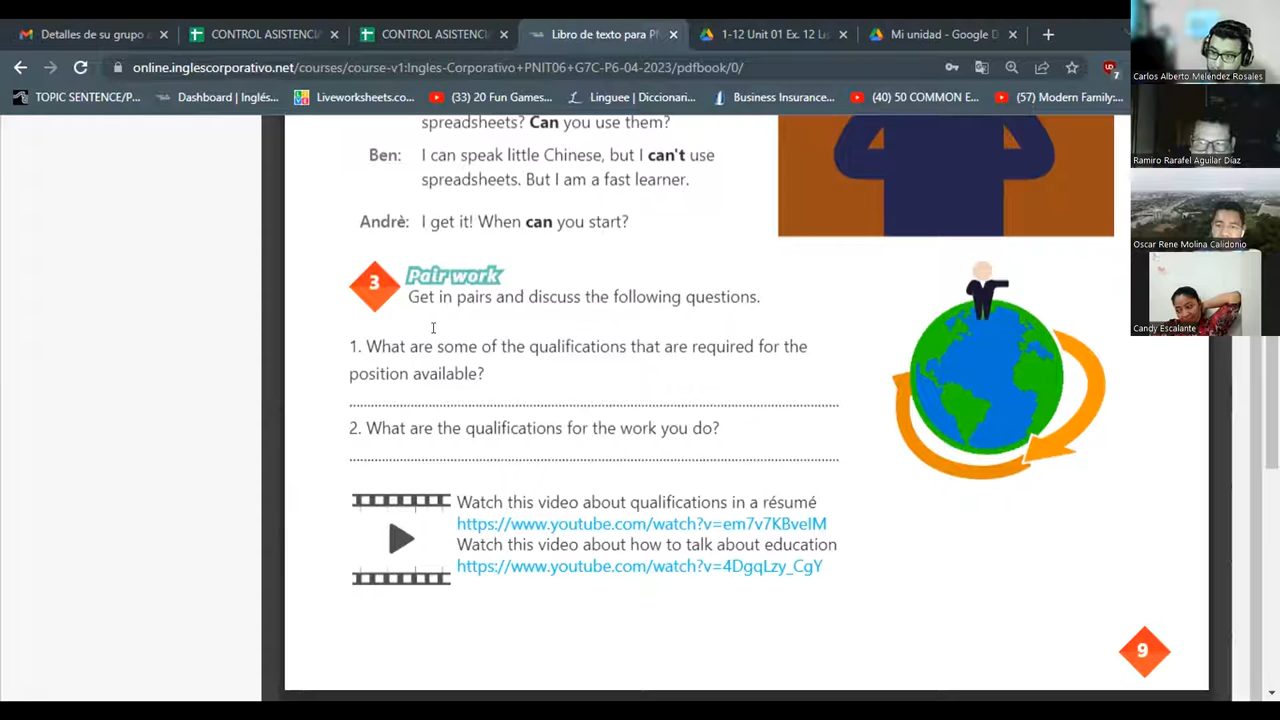 Detalles de su grupo a
CONTROL ASISTENCI
CONTROL ASISTENC
Libro de texto para PN
1-12 Unit 01 Ex. 12 Lis
Mi unidad - Google D
online.inglescorporativo.net/courses/course-v1:Ingles-Corporativo+PNIT06+G7C-P6-04-2023/pdfbook/0/
7
TOPIC SENTENCE/P...
Dashboard | Inglés...
Liveworksheets.co...
(33) 20 Fun games...
Linguee | Diccionari...
Business Insurance...
(40) 50 COMMON E...
(57) Modern Family:...
spreadsheets? Can you use them?
Ben: I can speak little Chinese, but I can't use
spreadsheets. But I am a fast learner.
Andrè: I get it! When can you start?
3 Pair work
Get in pairs and discuss the following questions.
1. What are some of the qualifications that are required for the
position available?
2. What are the qualifications for the work you do?
Watch this video about qualifications in a résumé
https://www.youtube.com/watch?v=em7v7KBveIM
Watch this video about how to talk about education
https://www.youtube.com/watch?v=4DgqLzy_CgY
9
Carlos Alberto Meléndez Rosales
Ramiro Rarafel Aguilar Díaz
Oscar Rene Molina Calidonio
Candy Escalante